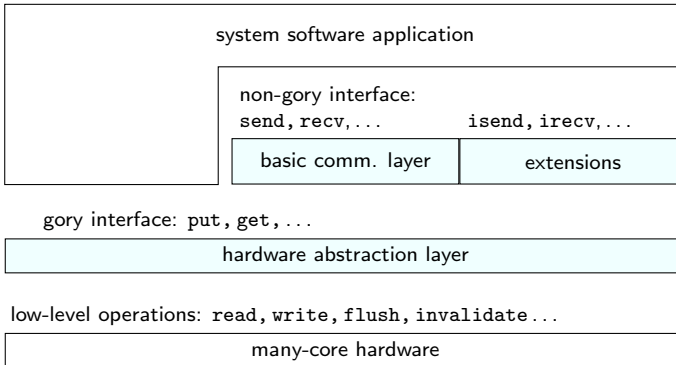 system software application
non-gory interface:
send, recv, ... isend, irecv, ...
basic comm. layer extensions
gory interface: put, get, ...
hardware abstraction layer
low-level operations: read, write, flush, invalidate ...
many-core hardware